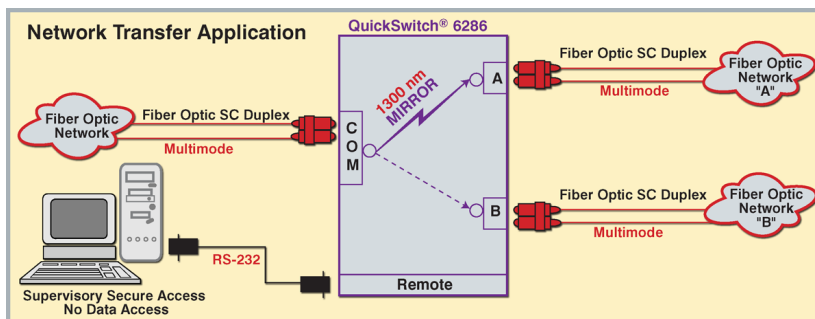 Network Transfer Application
QuickSwitch® 6286
Fiber Optic
Network
Fiber Optic SC Duplex
Multimode
COM
1300 nm
MIRROR
A
B
Fiber Optic SC Duplex
Multimode
Fiber Optic
Network
"A"
Fiber Optic SC Duplex
Multimode
Fiber Optic
Network
"B"
RS-232
Remote
Supervisory Secure Access
No Data Access